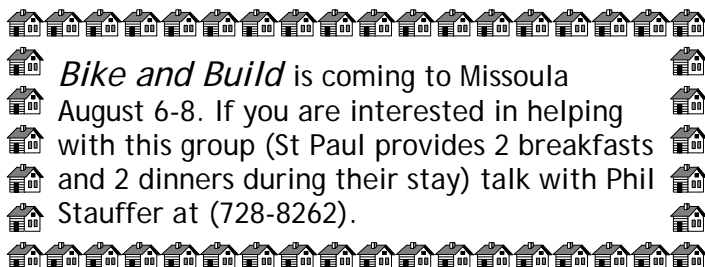 Bike and Build is coming to Missoula
August 6-8. If you are interested in helping
with this group (St Paul provides 2 breakfasts
and 2 dinners during their stay) talk with Phil
Stauffer at (728-8262).